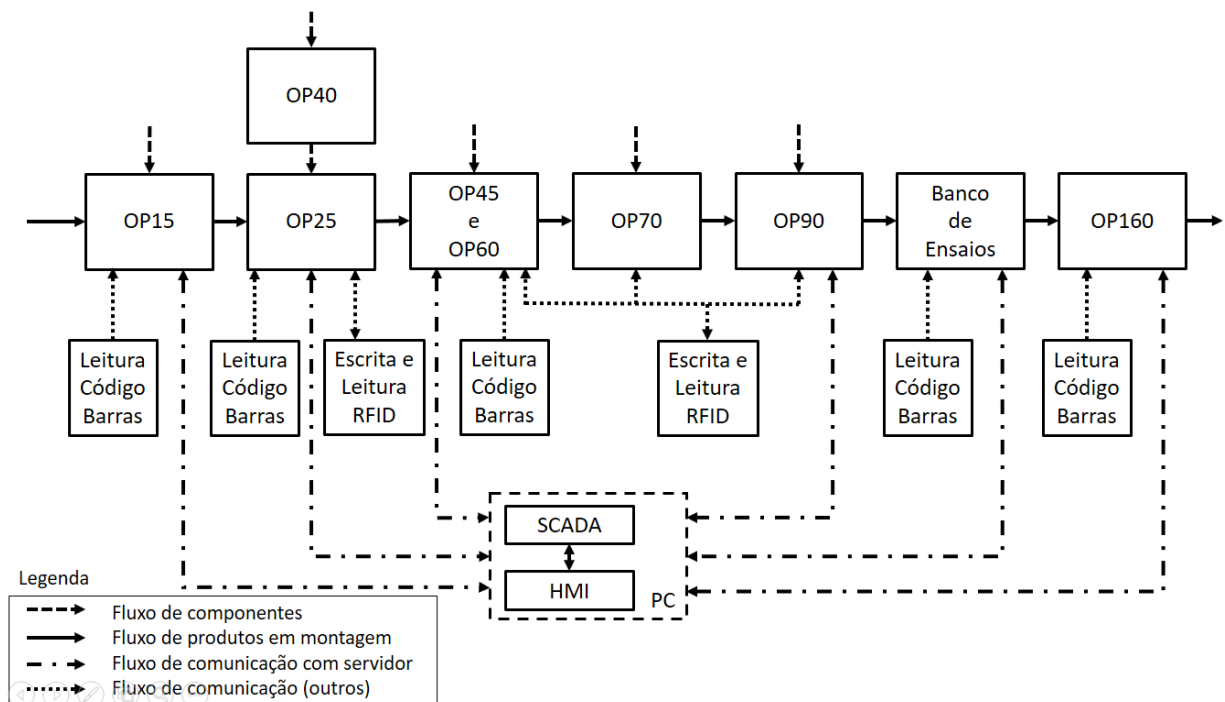 OP40
OP15
OP25
OP45
e
OP60
OP70
OP90
Banco
de
Ensaios
OP160
Leitura
Código
Barras
Leitura
Código
Barras
Escrita e
Leitura
RFID
Leitura
Código
Barras
Escrita e
Leitura
RFID
Leitura
Código
Barras
Leitura
Código
Barras
SCADA
HMI
PC
Legenda
Fluxo de componentes
Fluxo de produtos em montagem
Fluxo de comunicação com servidor
Fluxo de comunicação (outros)